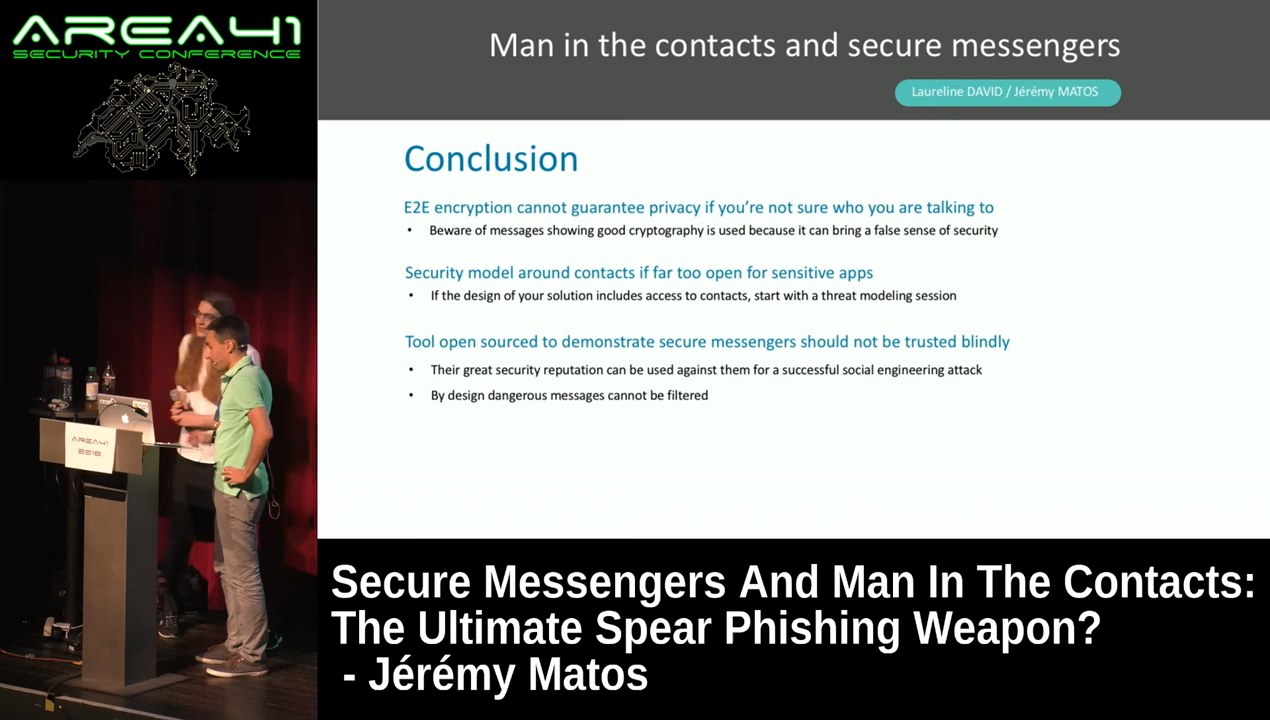 AREA41
SECURITY CONFERENCE
Man in the contacts and secure messengers
Laureline DAVID / Jérémy MATOS
Conclusion
E2E encryption cannot guarantee privacy if you're not sure who you are talking to
• Beware of messages showing good cryptography is used because it can bring a false sense of security
Security model around contacts if far too open for sensitive apps
• If the design of your solution includes access to contacts, start with a threat modeling session
Tool open sourced to demonstrate secure messengers should not be trusted blindly
• Their great security reputation can be used against them for a successful social engineering attack
• By design dangerous messages cannot be filtered
AREA41
2018
Secure Messengers And Man In The Contacts:
The Ultimate Spear Phishing Weapon?
- Jérémy Matos